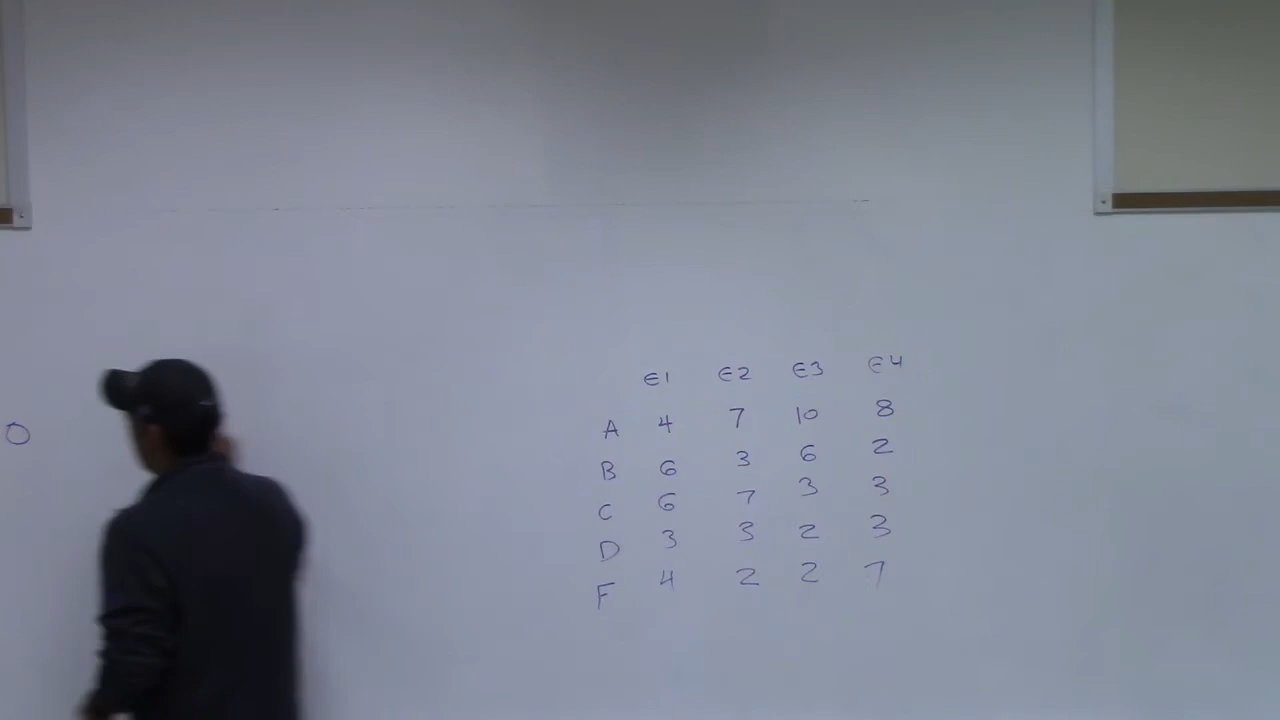 E1 E2 E3 E4
A 4 7 10 8
B 6 3 6 2
O
C 6 7 3 3
D 3 3 2 3
F 4 2 2 7